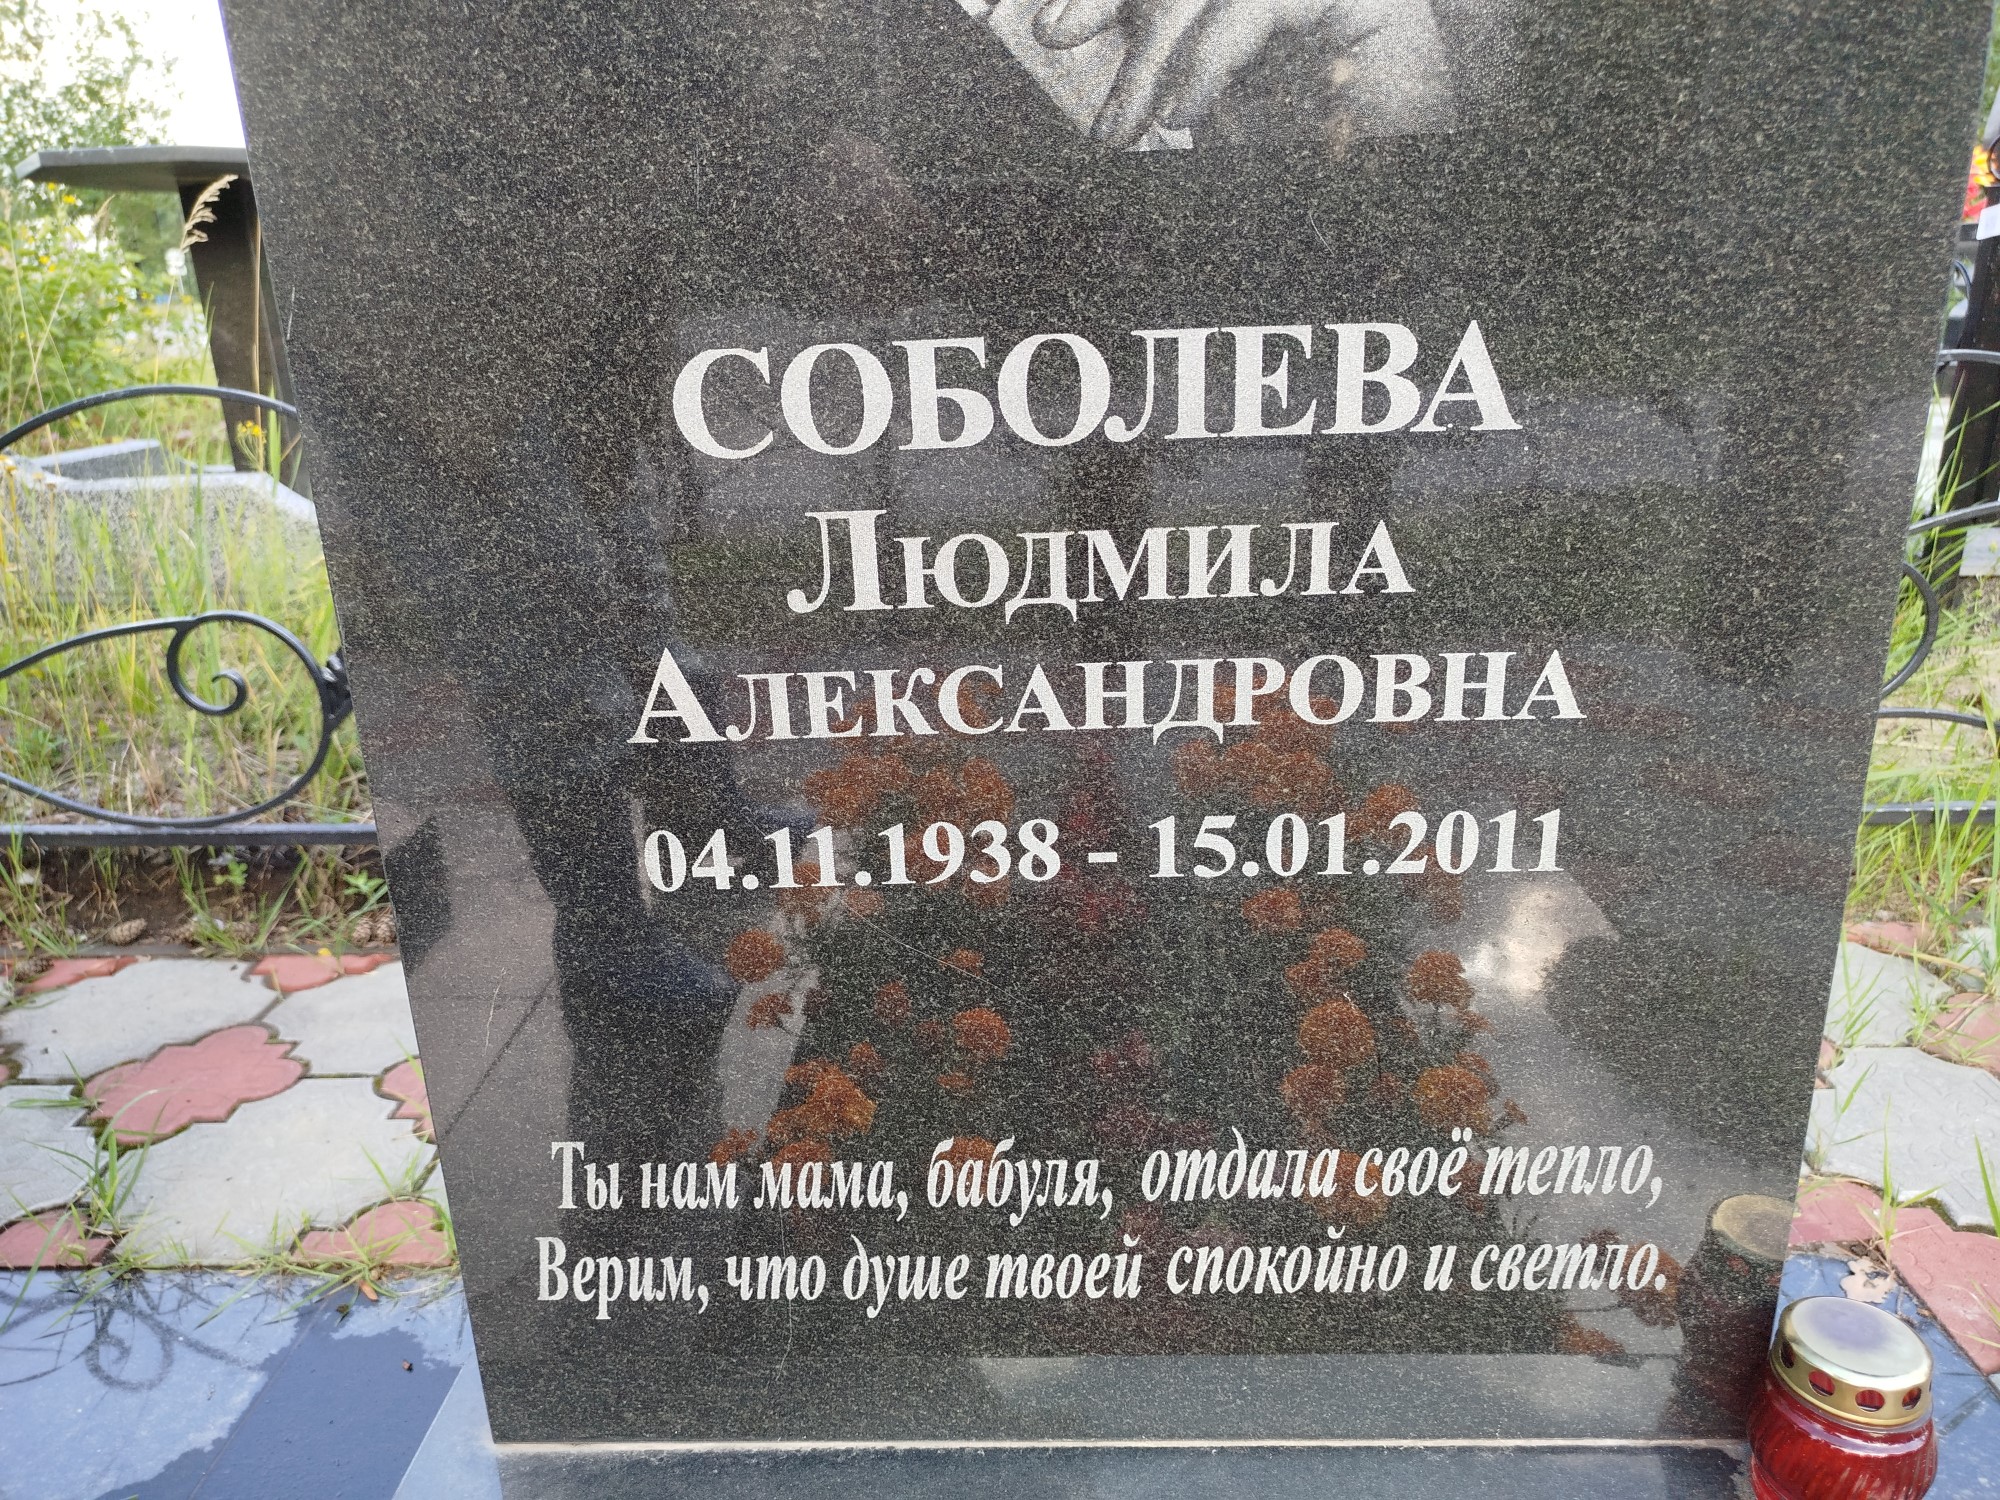 СОБОЛЕВА
Людмила
Александровна
04.11.1938 - 15.01.2011
Ты нам мама, бабуля, отдала своё тепло,
Верим, что душе твоей спокойно и светло.